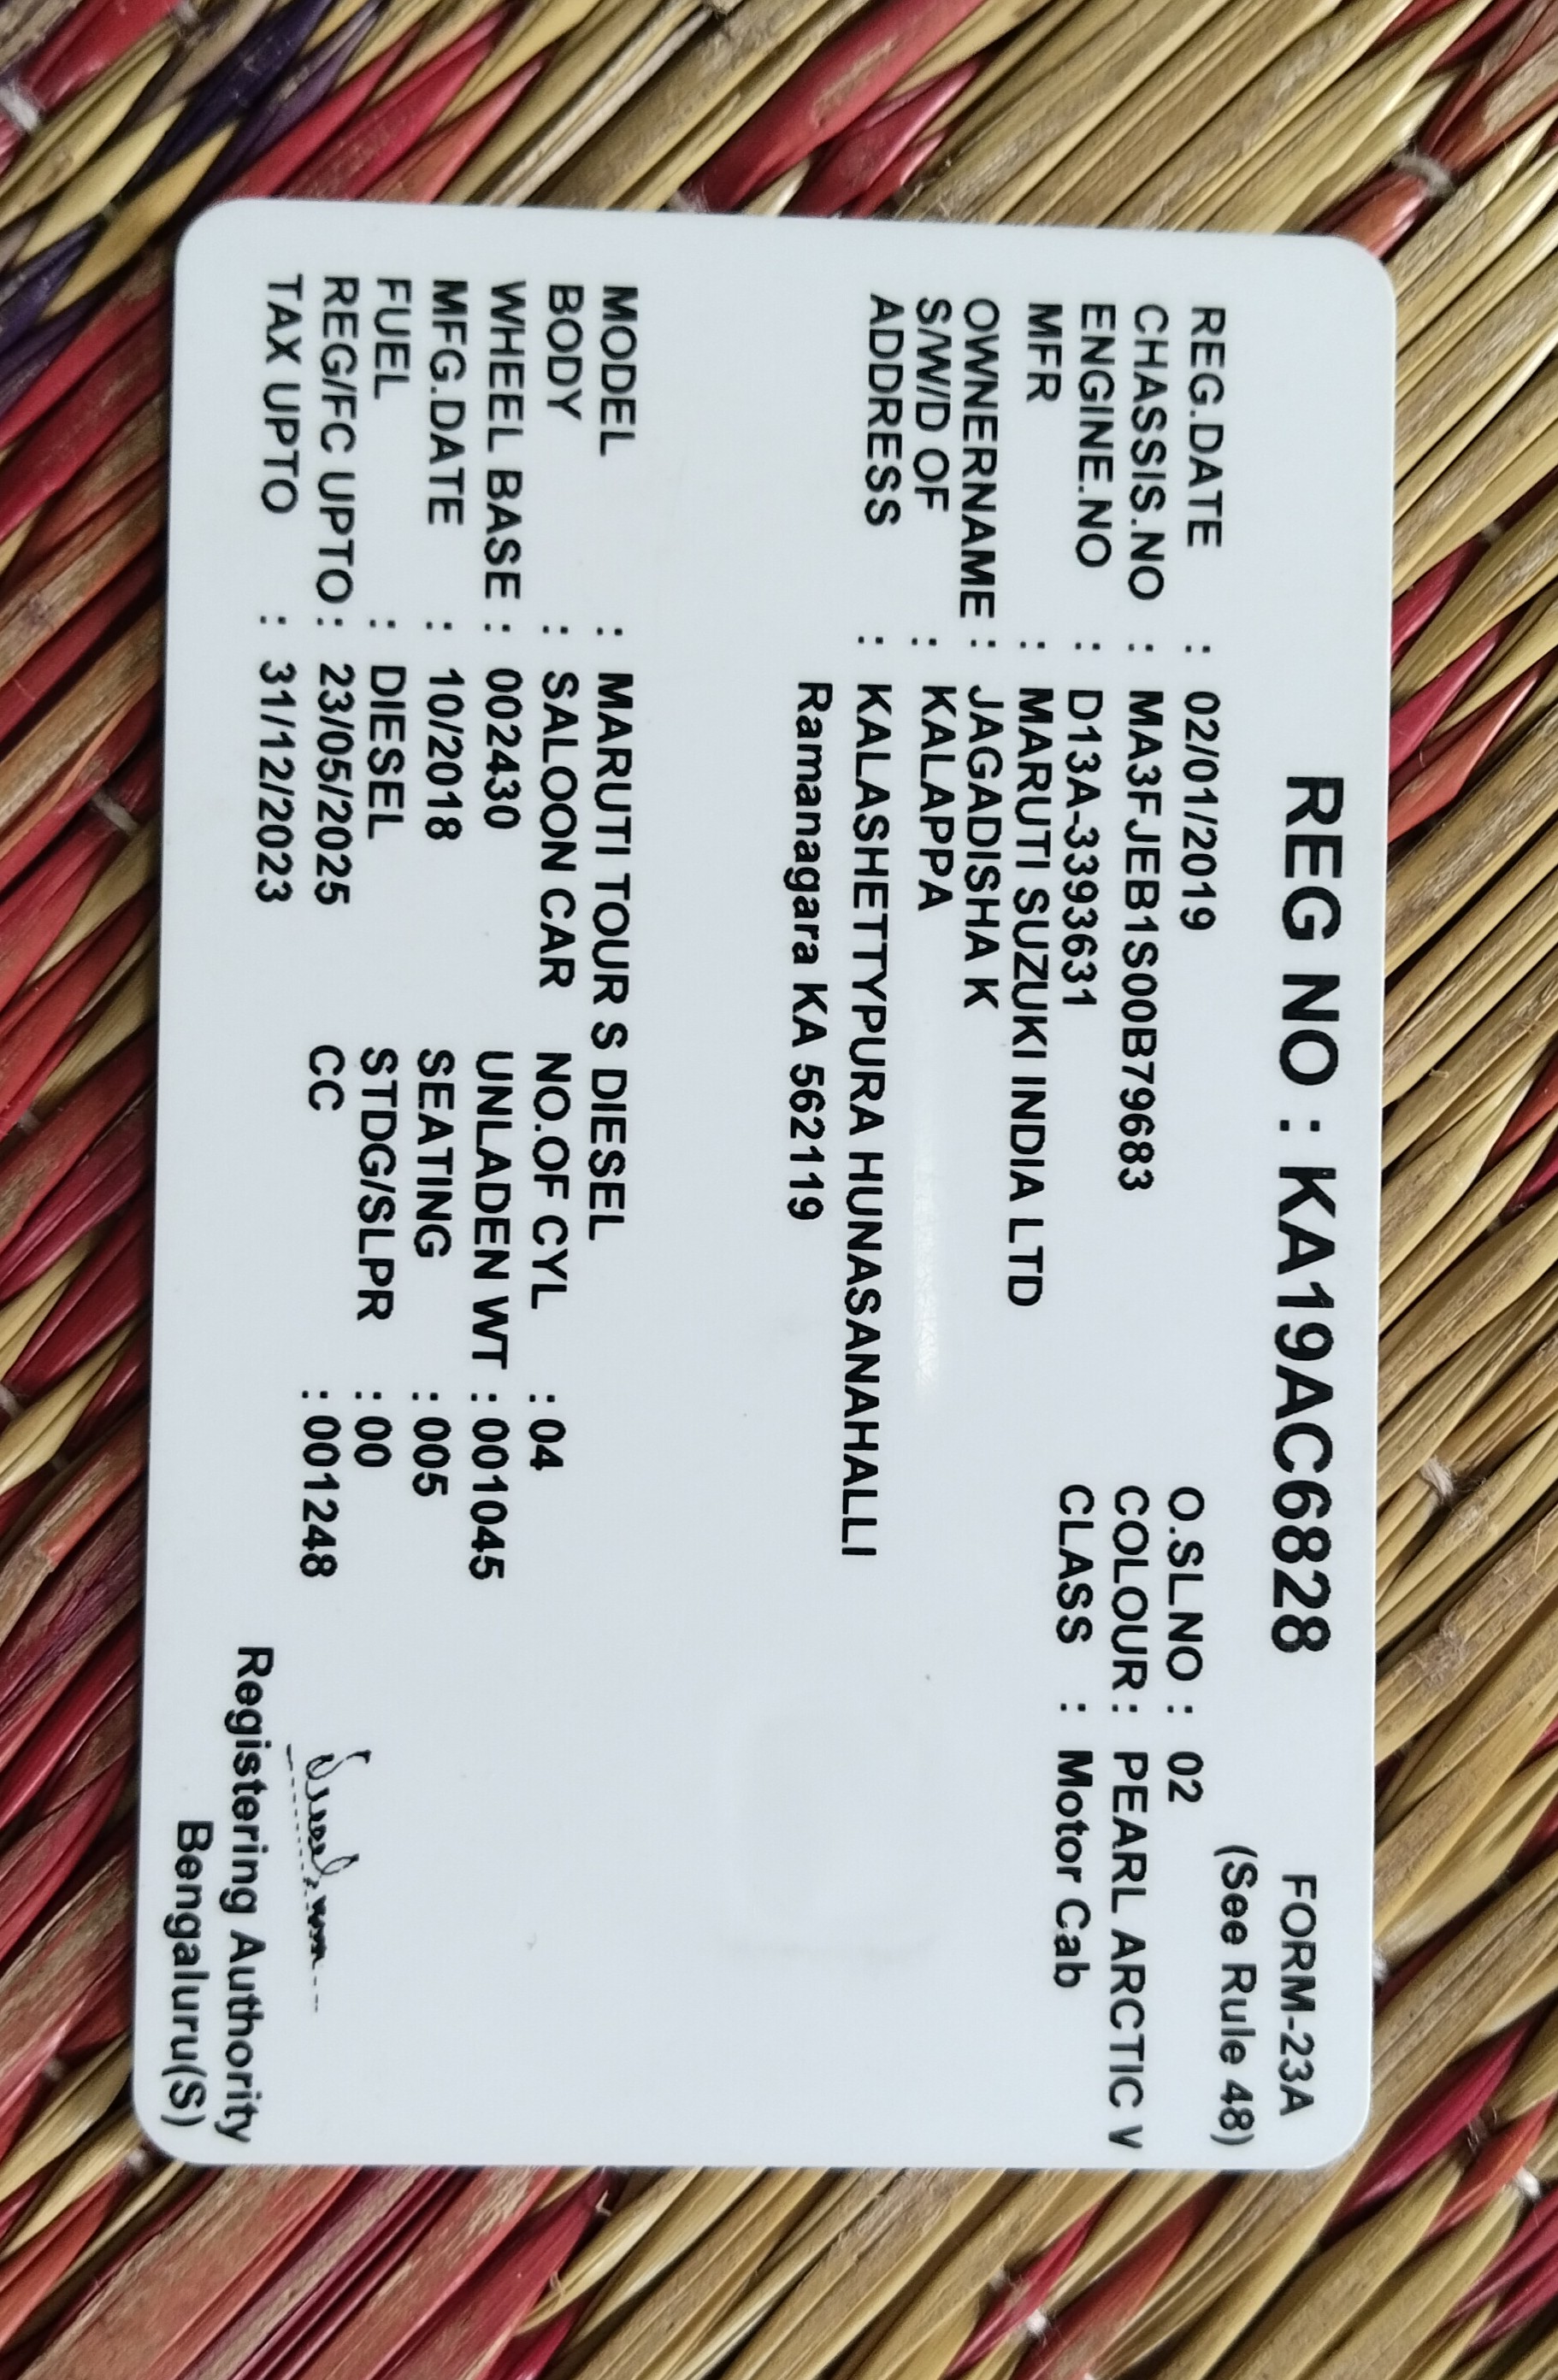 FORM-23A
REG NO : KA19AC6828
(See Rule 48)
REG.DATE : 02/01/2019 O.SLNO : 02
CHASSIS.NO : MA3FJEB1S00B79683 COLOUR : PEARL ARCTIC W
ENGINE.NO : D13A-3393631 CLASS : Motor Cab
MFR : MARUTI SUZUKI INDIA LTD
OWNERNAME : JAGADISHA K
S/W/D OF : KALAPPA
ADDRESS : KALASHETTYPURA HUNASANAHALLI
Ramanagara KA 562119
MODEL : MARUTI TOUR S DIESEL
BODY : SALOON CAR NO.OF CYL : 04
WHEEL BASE : 002430 UNLADEN WT : 001045
MFG.DATE : 10/2018 SEATING : 005
FUEL : DIESEL STDG/SLPR : 00
REG/FC UPTO : 23/05/2025 CC : 001248
TAX UPTO : 31/12/2023
Registering Authority
Bengaluru(S)